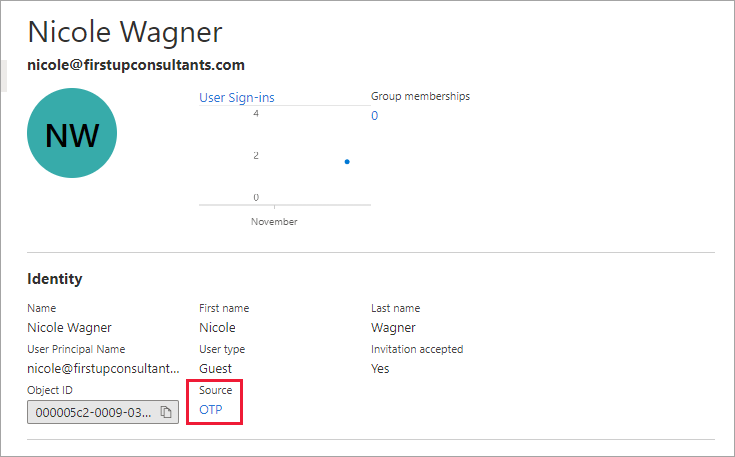 Nicole Wagner
nicole@firstupconsultants.com
NW
User Sign-ins
4
2
0
November
Group memberships
0
Identity
Name
First name
Last name
Nicole Wagner
Nicole
Wagner
User Principal Name
User type
Invitation accepted
nicole@firstupconsultant...
Guest
Yes
Object ID
Source
000005c2-0009-03...
OTP